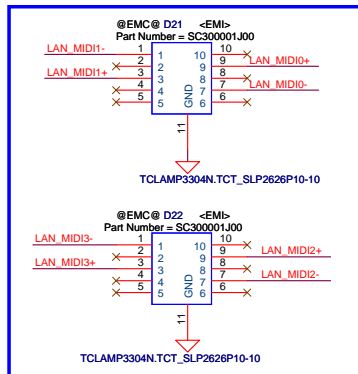 @EMC@ D21 <EMI>
Part Number = SC300001J00
LAN_MIDI1- 1 1 10 10
2 2 9 9 LAN_MIDI0+
LAN_MIDI1+ 3 3 8 8
4 4 7 7 LAN_MIDI0-
5 5 GND 6 6
11
TCLAMP3304N.TCT_SLP2626P10-10
@EMC@ D22 <EMI>
Part Number = SC300001J00
LAN_MIDI3- 1 1 10 10
2 2 9 9 LAN_MIDI2+
LAN_MIDI3+ 3 3 8 8
4 4 7 7 LAN_MIDI2-
5 5 GND 6 6
11
TCLAMP3304N.TCT_SLP2626P10-10